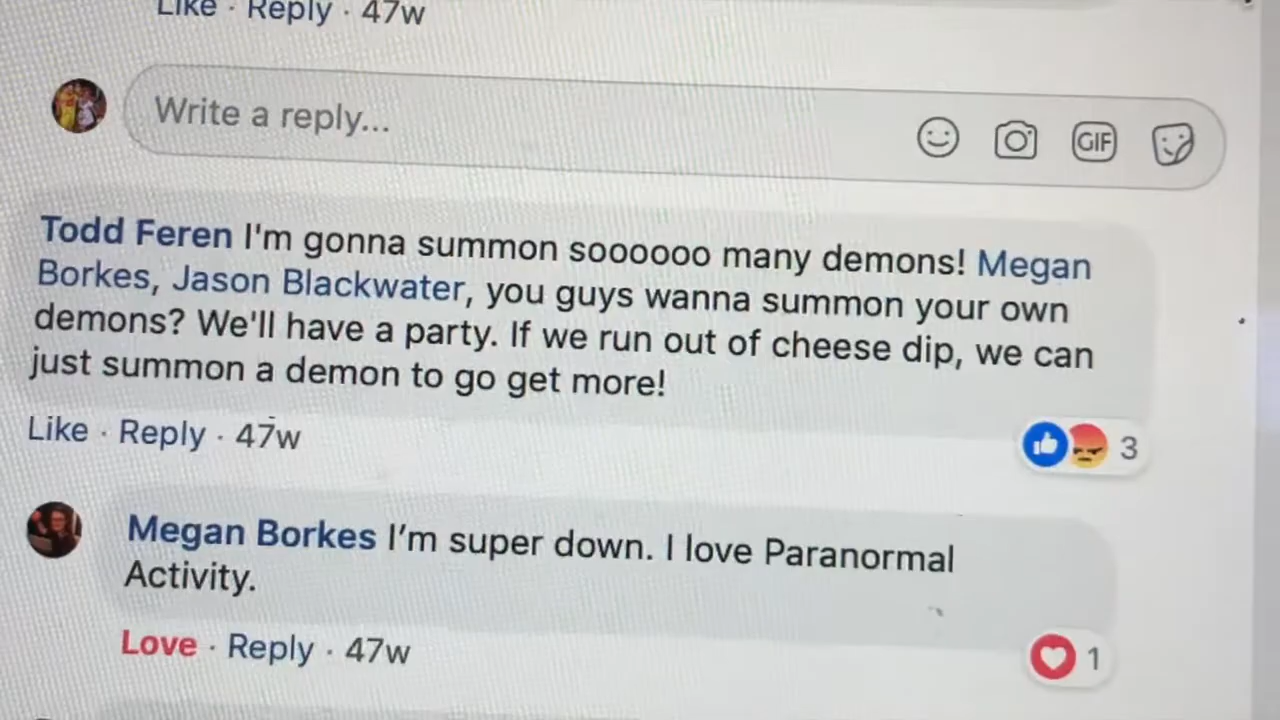 Like · Reply · 47w
Write a reply...
GIF
Todd Feren I'm gonna summon soooooo many demons! Megan
Borkes, Jason Blackwater, you guys wanna summon your own
demons? We'll have a party. If we run out of cheese dip, we can
just summon a demon to go get more!
Like · Reply · 47w
3
Megan Borkes I'm super down. I love Paranormal
Activity.
Love · Reply · 47w
1